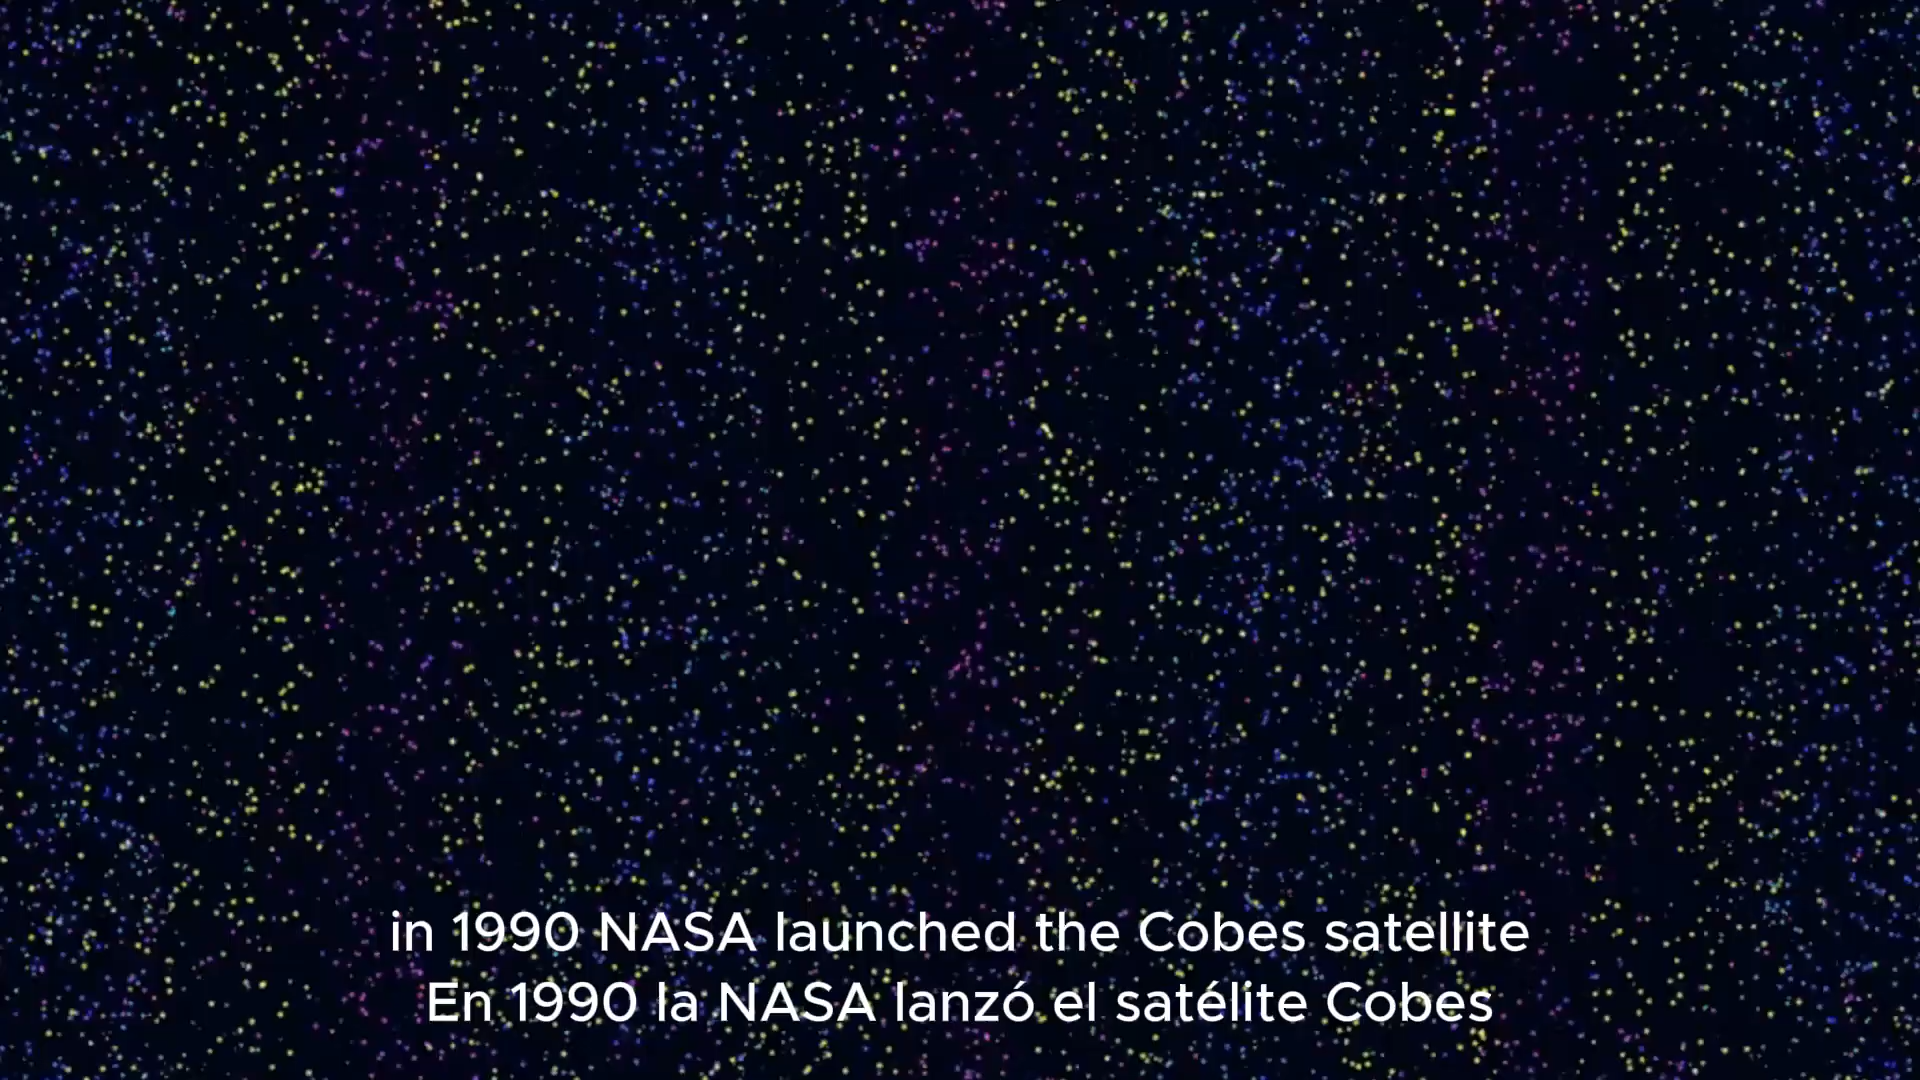 in 1990 NASA launched the Cobes satellite
En 1990 la NASA lanzó el satélite Cobes